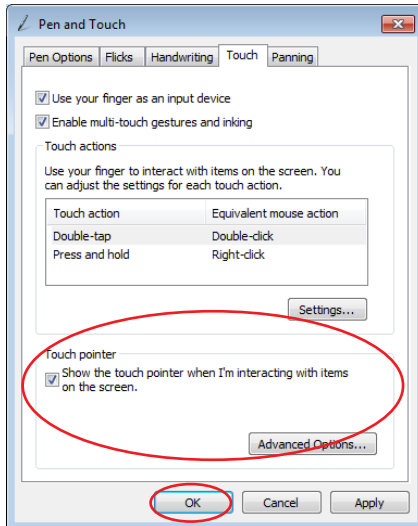 Pen and Touch
Pen Options Flicks Handwriting Touch Panning
Use your finger as an input device
Enable multi-touch gestures and inking
Touch actions
Use your finger to interact with items on the screen. You
can adjust the settings for each touch action.
Touch action Equivalent mouse action
Double-tap Double-click
Press and hold Right-click
Settings...
Touch pointer
Show the touch pointer when I'm interacting with items
on the screen.
Advanced Options...
OK Cancel Apply